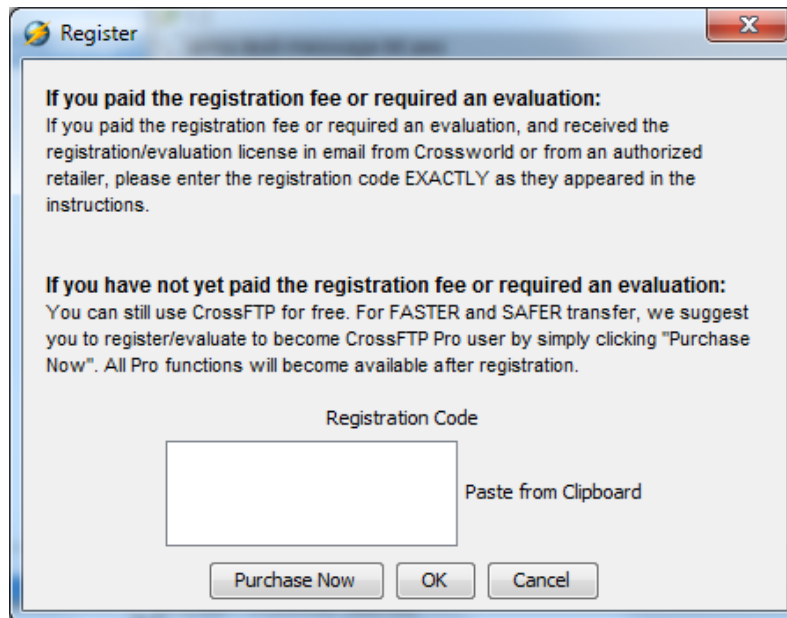 Register
If you paid the registration fee or required an evaluation:
If you paid the registration fee or required an evaluation, and received the
registration/evaluation license in email from Crossworld or from an authorized
retailer, please enter the registration code EXACTLY as they appeared in the
instructions.
If you have not yet paid the registration fee or required an evaluation:
You can still use CrossFTP for free. For FASTER and SAFER transfer, we suggest
you to register/evaluate to become CrossFTP Pro user by simply clicking "Purchase
Now". All Pro functions will become available after registration.
Registration Code
Paste from Clipboard
Purchase Now OK Cancel